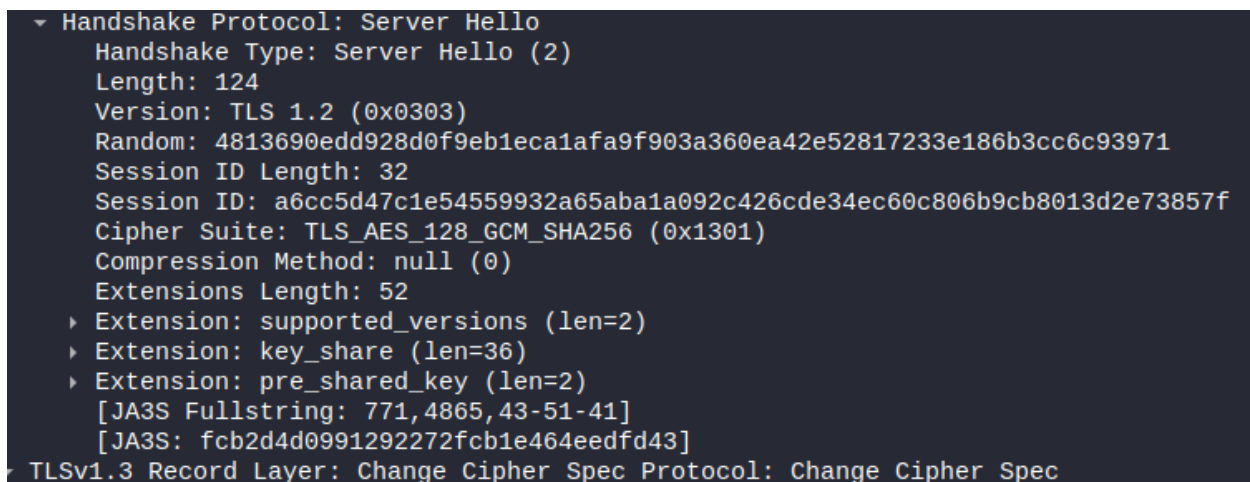 Handshake Protocol: Server Hello
Handshake Type: Server Hello (2)
Length: 124
Version: TLS 1.2 (0x0303)
Random: 4813690edd928d0f9eb1eca1afa9f903a360ea42e52817233e186b3cc6c93971
Session ID Length: 32
Session ID: a6cc5d47c1e54559932a65aba1a092c426cde34ec60c806b9cb8013d2e73857f
Cipher Suite: TLS_AES_128_GCM_SHA256 (0x1301)
Compression Method: null (0)
Extensions Length: 52
Extension: supported_versions (len=2)
Extension: key_share (len=36)
Extension: pre_shared_key (len=2)
[JA3S Fullstring: 771,4865,43-51-41]
[JA3S: fcb2d4d0991292272fcb1e464eedfd43]
TLSv1.3 Record Layer: Change Cipher Spec Protocol: Change Cipher Spec